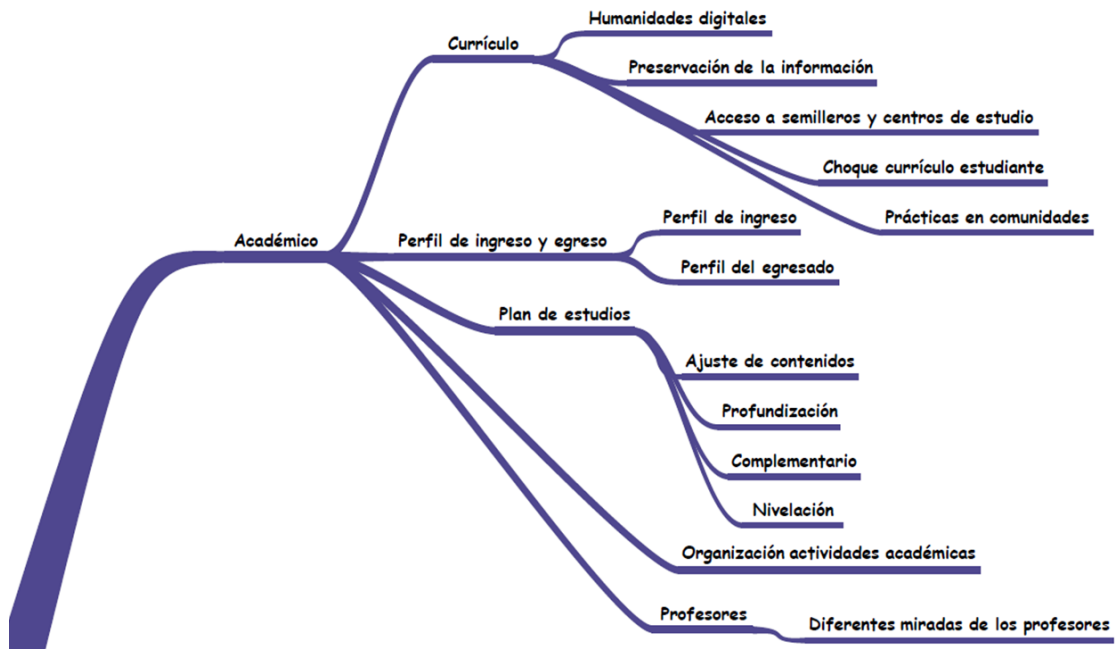 Humanidades digitales
Currículo
Preservación de la información
Acceso a semilleros y centros de estudio
Choque currículo estudiante
Prácticas en comunidades
Perfil de ingreso
Académico
Perfil de ingreso y egreso
Perfil del egresado
Plan de estudios
Ajuste de contenidos
Profundización
Complementario
Nivelación
Organización actividades académicas
Profesores
Diferentes miradas de los profesores